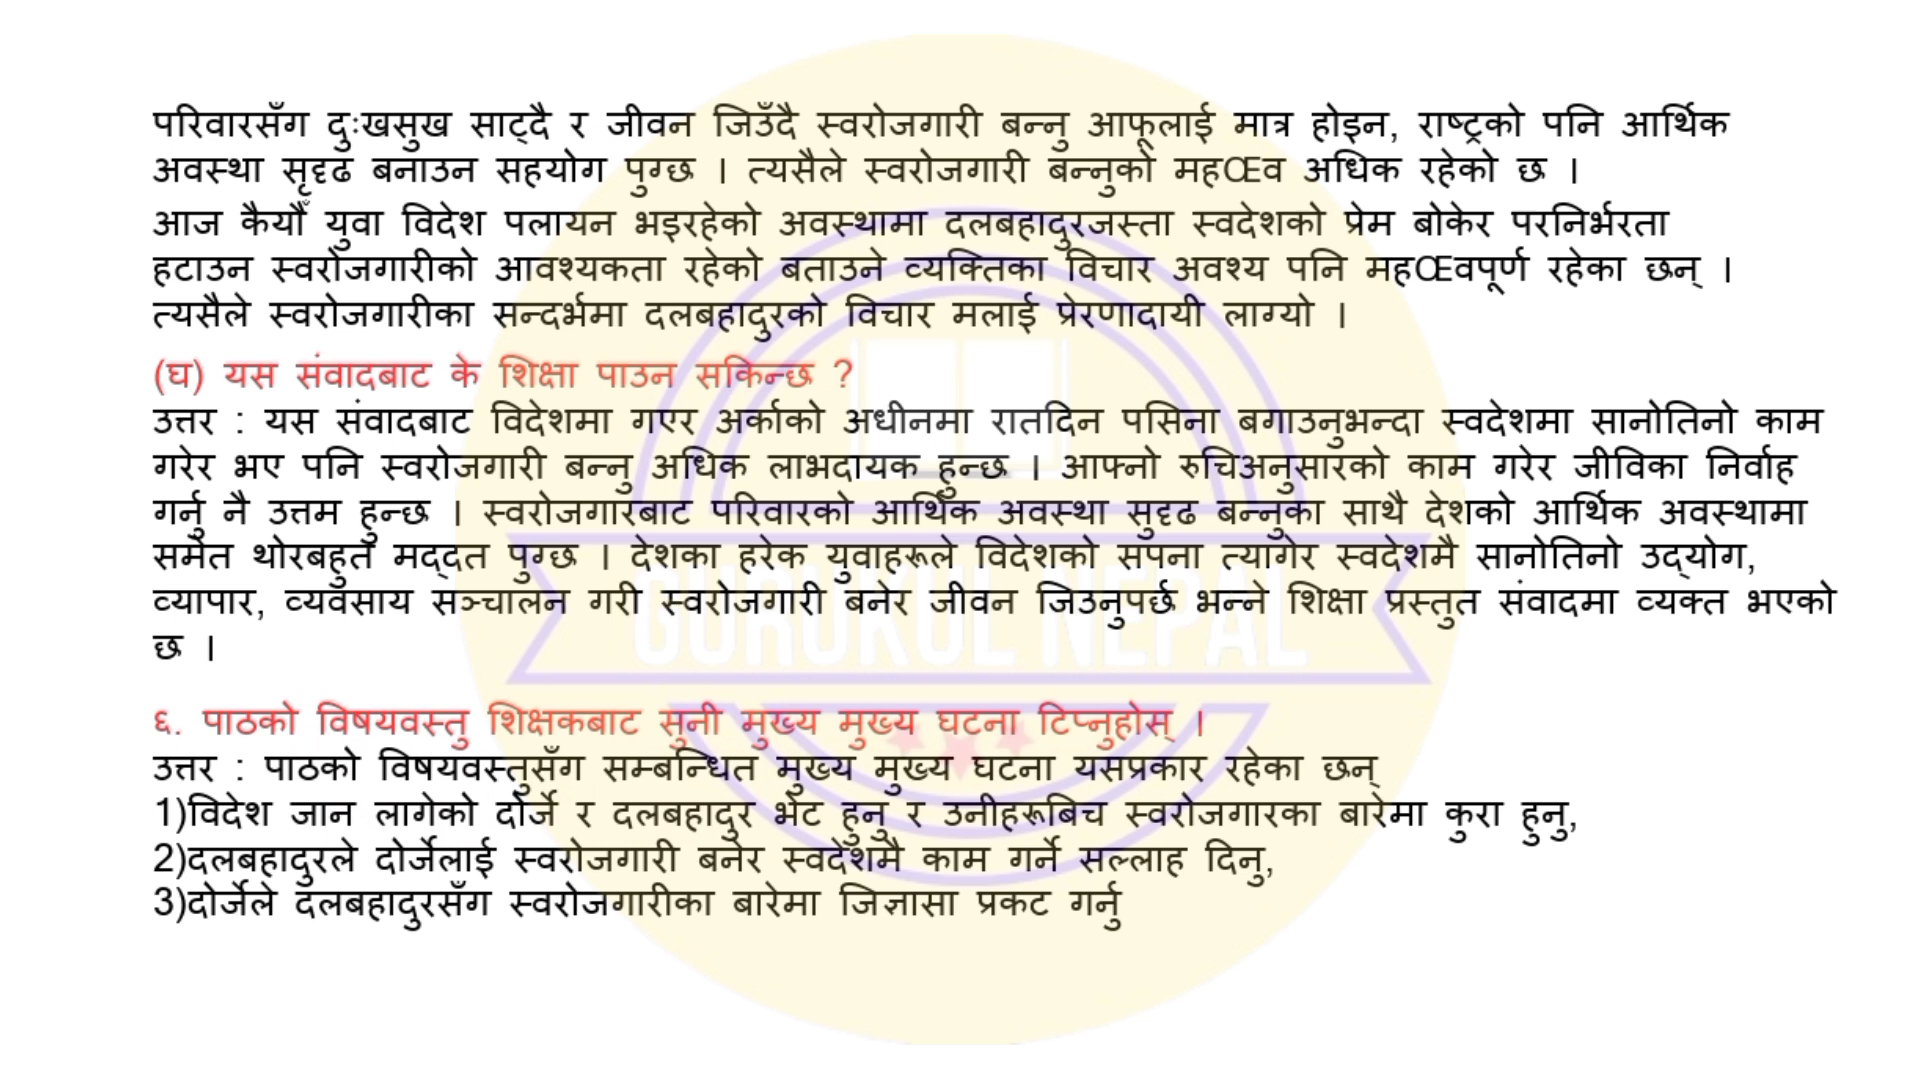 परिवारसँग दुःखसुख साट्दै र जीवन जिउँदै स्वरोजगारी बन्नु आफूलाई मात्र होइन, राष्ट्रको पनि आर्थिक
अवस्था सृदृढ बनाउन सहयोग पुग्छ । त्यसैले स्वरोजगारी बन्नुको महŒव अधिक रहेको छ ।
आज कैयौँ युवा विदेश पलायन भइरहेको अवस्थामा दलबहादुरजस्ता स्वदेशको प्रेम बोकेर परनिर्भरता
हटाउन स्वरोजगारीको आवश्यकता रहेको बताउने व्यक्तिका विचार अवश्य पनि महŒवपूर्ण रहेका छन् ।
त्यसैले स्वरोजगारीका सन्दर्भमा दलबहादुरको विचार मलाई प्रेरणादायी लाग्यो ।
(घ) यस संवादबाट के शिक्षा पाउन सकिन्छ ?
उत्तर : यस संवादबाट विदेशमा गएर अर्काको अधीनमा रातदिन पसिना बगाउनुभन्दा स्वदेशमा सानोतिनो काम
गरेर भए पनि स्वरोजगारी बन्नु अधिक लाभदायक हुन्छ । आफ्नो रुचिअनुसारको काम गरेर जीविका निर्वाह
गर्नु नै उत्तम हुन्छ । स्वरोजगारबाट परिवारको आर्थिक अवस्था सुदृढ बन्नुका साथै देशको आर्थिक अवस्थामा
समेत थोरबहुत मद्दत पुग्छ । देशका हरेक युवाहरूले विदेशको सपना त्यागेर स्वदेशमै सानोतिनो उद्योग,
व्यापार, व्यवसाय सञ्चालन गरी स्वरोजगारी बनेर जीवन जिउनुपर्छ भन्ने शिक्षा प्रस्तुत संवादमा व्यक्त भएको
छ ।
GURUKUL NEPAL
६. पाठको विषयवस्तु शिक्षकबाट सुनी मुख्य मुख्य घटना टिप्नुहोस् ।
उत्तर : पाठको विषयवस्तुसँग सम्बन्धित मुख्य मुख्य घटना यसप्रकार रहेका छन्
1)विदेश जान लागेको दोर्जे र दलबहादुर भेट हुनु र उनीहरूबिच स्वरोजगारका बारेमा कुरा हुनु,
2)दलबहादुरले दोर्जेलाई स्वरोजगारी बनेर स्वदेशमै काम गर्ने सल्लाह दिनु,
3)दोर्जेले दलबहादुरसँग स्वरोजगारीका बारेमा जिज्ञासा प्रकट गर्नु